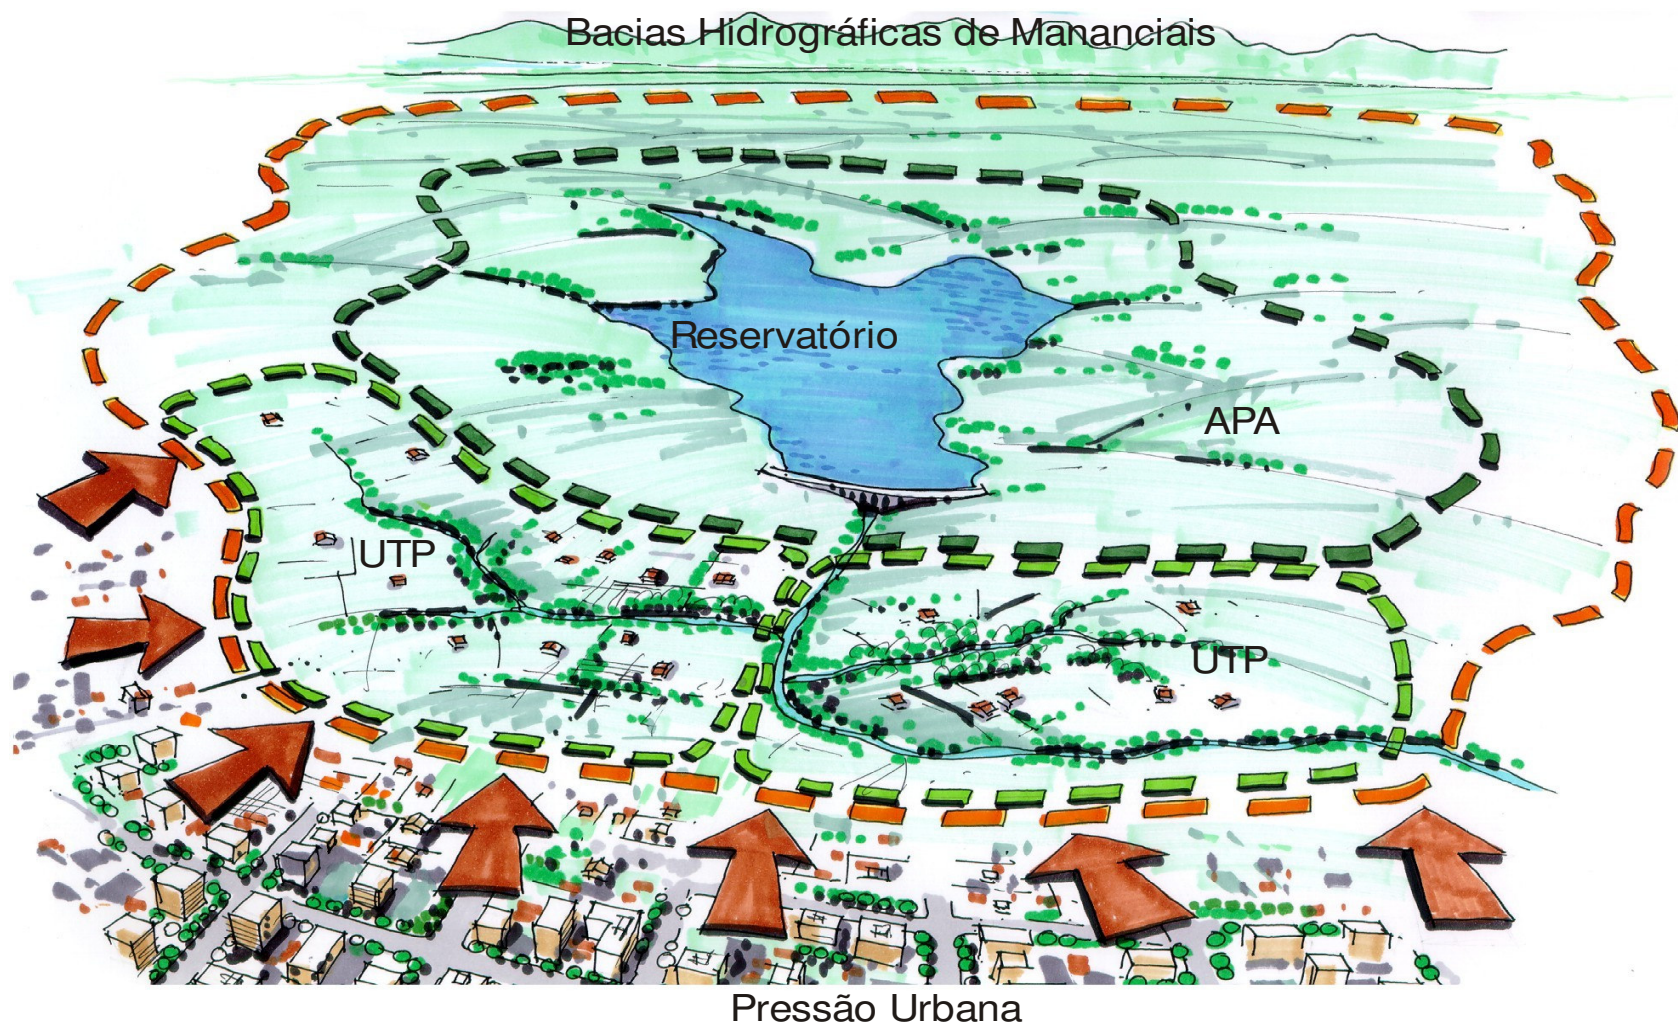 Bacias Hidrográficas de Mananciais
Reservatório
APA
UTP
UTP
Pressão Urbana